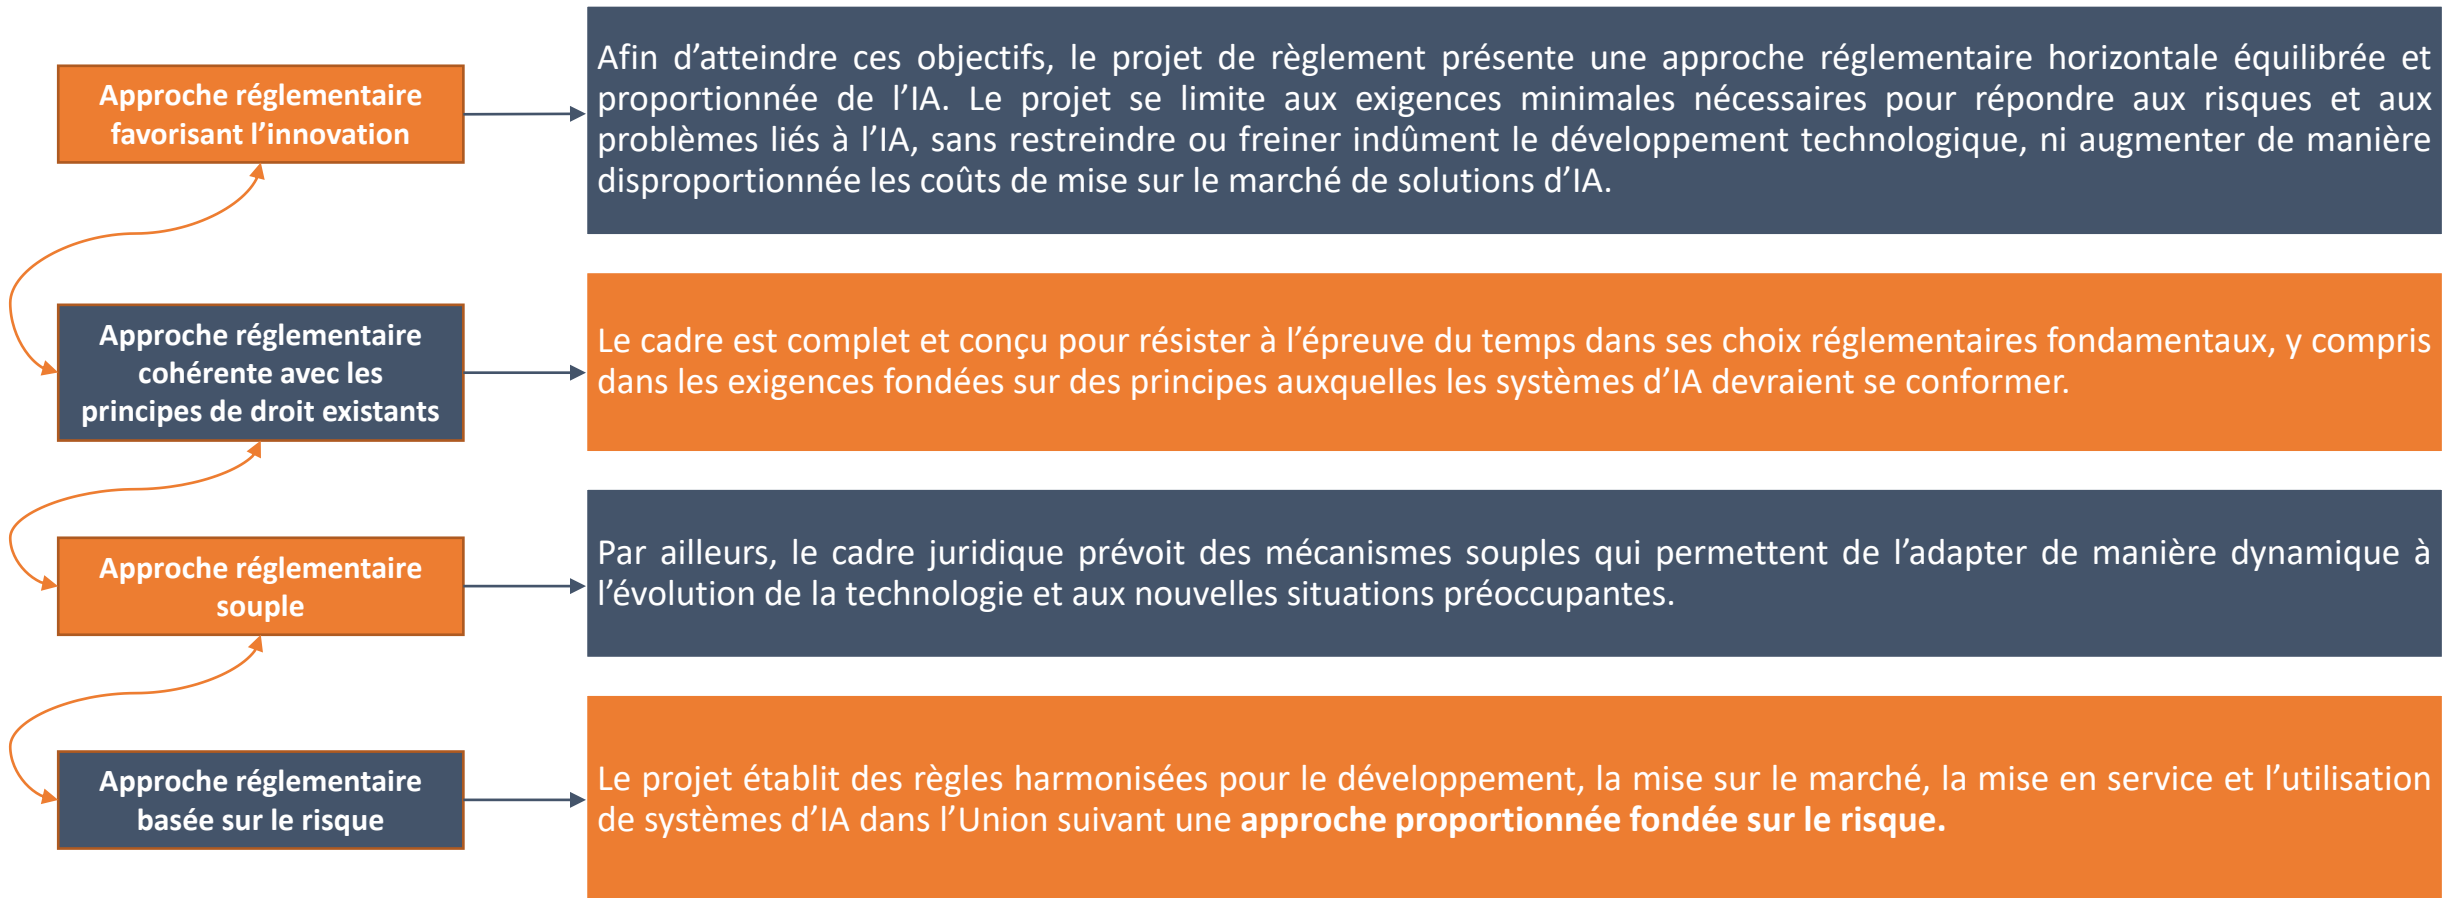 Approche réglementaire
favorisant l’innovation
Afin d’atteindre ces objectifs, le projet de règlement présente une approche réglementaire horizontale équilibrée et
proportionnée de l’IA. Le projet se limite aux exigences minimales nécessaires pour répondre aux risques et aux
problèmes liés à l’IA, sans restreindre ou freiner indûment le développement technologique, ni augmenter de manière
disproportionnée les coûts de mise sur le marché de solutions d’IA.
Approche réglementaire
cohérente avec les
principes de droit existants
Le cadre est complet et conçu pour résister à l’épreuve du temps dans ses choix réglementaires fondamentaux, y compris
dans les exigences fondées sur des principes auxquelles les systèmes d’IA devraient se conformer.
Approche réglementaire
souple
Par ailleurs, le cadre juridique prévoit des mécanismes souples qui permettent de l’adapter de manière dynamique à
l’évolution de la technologie et aux nouvelles situations préoccupantes.
Approche réglementaire
basée sur le risque
Le projet établit des règles harmonisées pour le développement, la mise sur le marché, la mise en service et l’utilisation
de systèmes d’IA dans l’Union suivant une approche proportionnée fondée sur le risque.